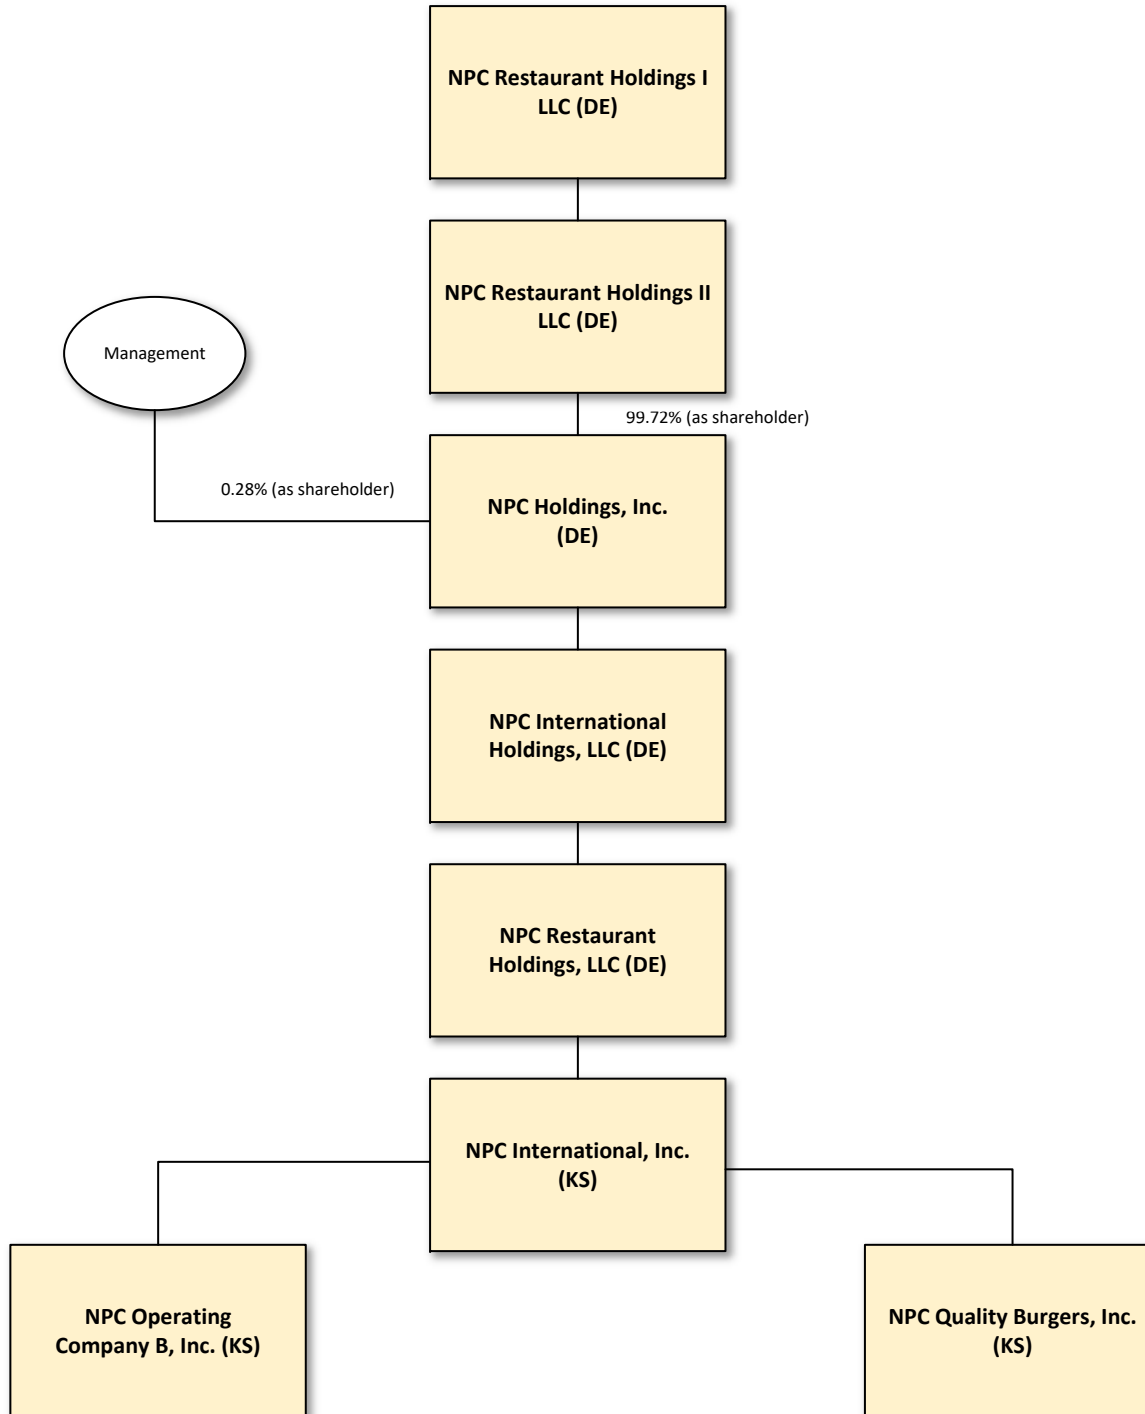 NPC Restaurant Holdings I
LLC (DE)
NPC Restaurant Holdings II
LLC (DE)
Management
99.72% (as shareholder)
0.28% (as shareholder)
NPC Holdings, Inc.
(DE)
NPC International
Holdings, LLC (DE)
NPC Restaurant
Holdings, LLC (DE)
NPC International, Inc.
(KS)
NPC Operating
Company B, Inc. (KS)
NPC Quality Burgers, Inc.
(KS)